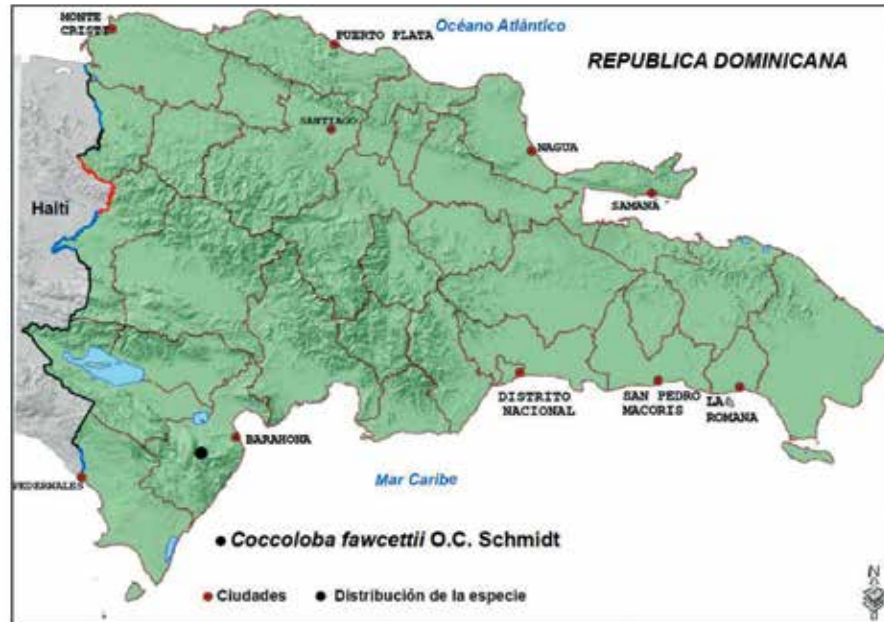 MONTE
CRISTI
PUERTO PLATA
Océano Atlántico
REPUBLICA DOMINICANA
SANTIAGO
NAGUA
SAMANA
Haití
DISTRITO
NACIONAL
SAN PEDRO
MACORIS
LA
ROMANA
BARAHONA
PEDERNALES
Mar Caribe
Coccoloba fawcettii O.C. Schmidt
Ciudades
Distribución de la especie
N